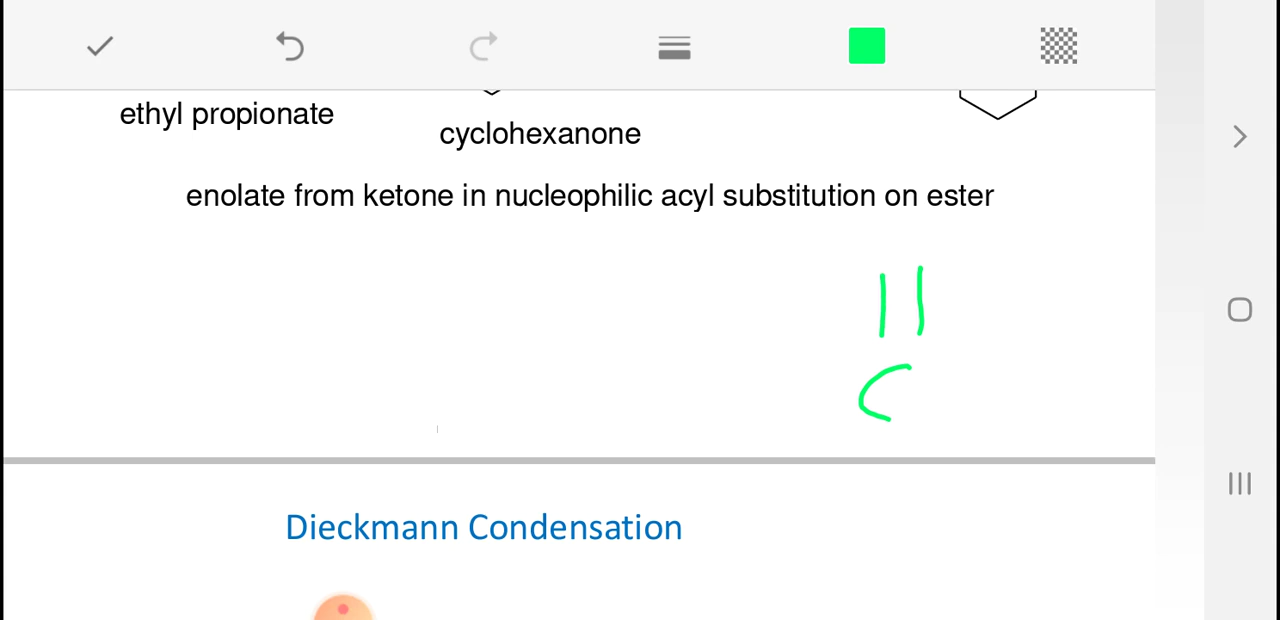 ethyl propionate
cyclohexanone
enolate from ketone in nucleophilic acyl substitution on ester
Dieckmann Condensation